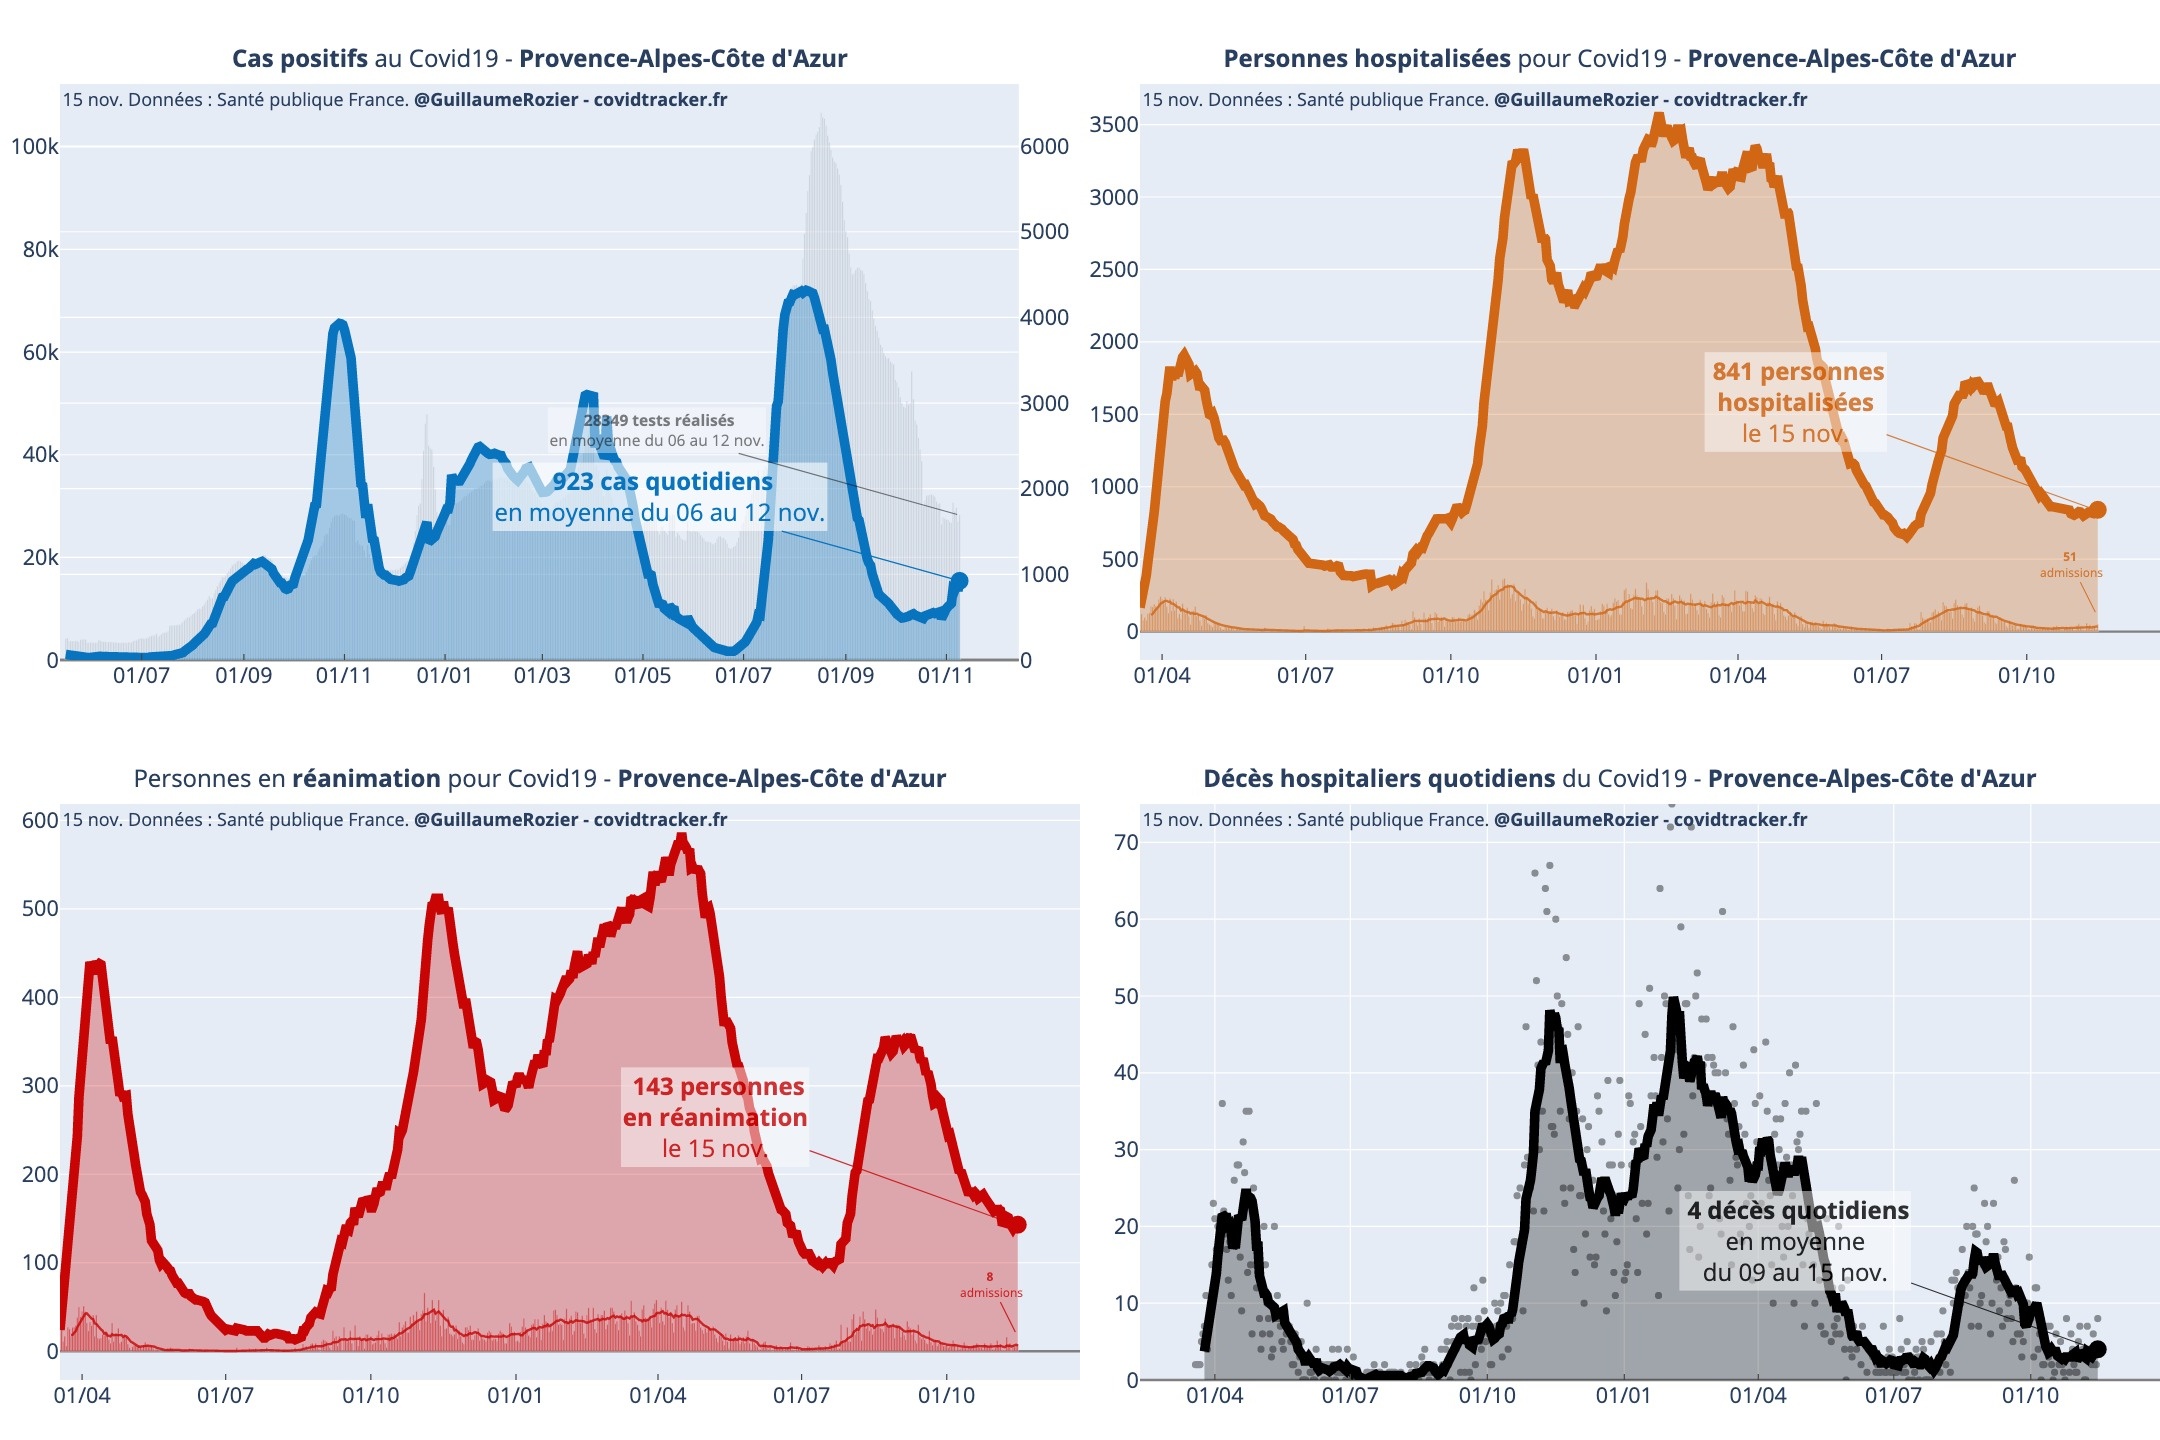 Cas positifs au Covid19 - Provence-Alpes-Côte d'Azur
15 nov. Données : Santé publique France. @GuillaumeRozier - covidtracker.fr
100k
80k
60k
40k
20k
0
6000
5000
4000
3000
2000
1000
0
28349 tests réalisés
en moyenne du 06 au 12 nov.
923 cas quotidiens
en moyenne du 06 au 12 nov.
01/07 01/09 01/11 01/01 01/03 01/05 01/07 01/09 01/11
Personnes hospitalisées pour Covid19 - Provence-Alpes-Côte d'Azur
15 nov. Données : Santé publique France. @GuillaumeRozier - covidtracker.fr
3500
3000
2500
2000
1500
1000
500
0
841 personnes
hospitalisées
le 15 nov.
51
admissions
01/04 01/07 01/10 01/01 01/04 01/07 01/10
Personnes en réanimation pour Covid19 - Provence-Alpes-Côte d'Azur
15 nov. Données : Santé publique France. @GuillaumeRozier - covidtracker.fr
600
500
400
300
200
100
0
143 personnes
en réanimation
le 15 nov.
8
admissions
01/04 01/07 01/10 01/01 01/04 01/07 01/10
Décès hospitaliers quotidiens du Covid19 - Provence-Alpes-Côte d'Azur
15 nov. Données : Santé publique France. @GuillaumeRozier - covidtracker.fr
70
60
50
40
30
20
10
0
4 décès quotidiens
en moyenne
du 09 au 15 nov.
01/04 01/07 01/10 01/01 01/04 01/07 01/10